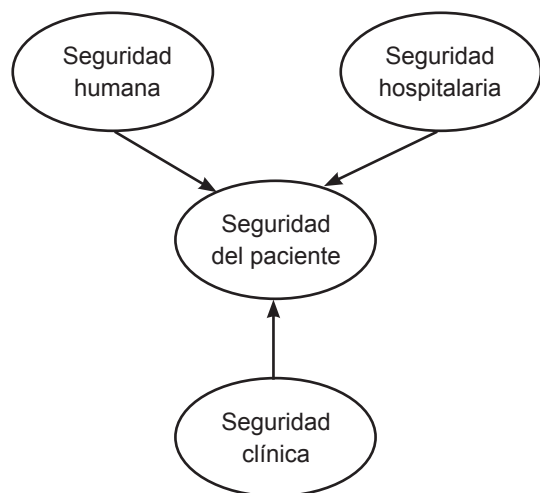 Seguridad
humana
Seguridad
hospitalaria
Seguridad
del paciente
Seguridad
clínica